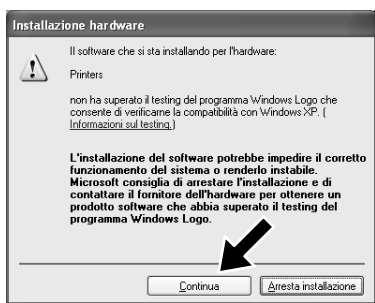 Installazione hardware
Il software che si sta installando per l'hardware:
Printers
non ha superato il testing del programma Windows Logo che
consente di verificarne la compatibilità con Windows XP. (
Informazioni sul testing.)
L'installazione del software potrebbe impedire il corretto
funzionamento del sistema o renderlo instabile.
Microsoft consiglia di arrestare l'installazione e di
contattare il fornitore dell'hardware per ottenere un
prodotto software che abbia superato il testing del
programma Windows Logo.
Continua
Arresta installazione